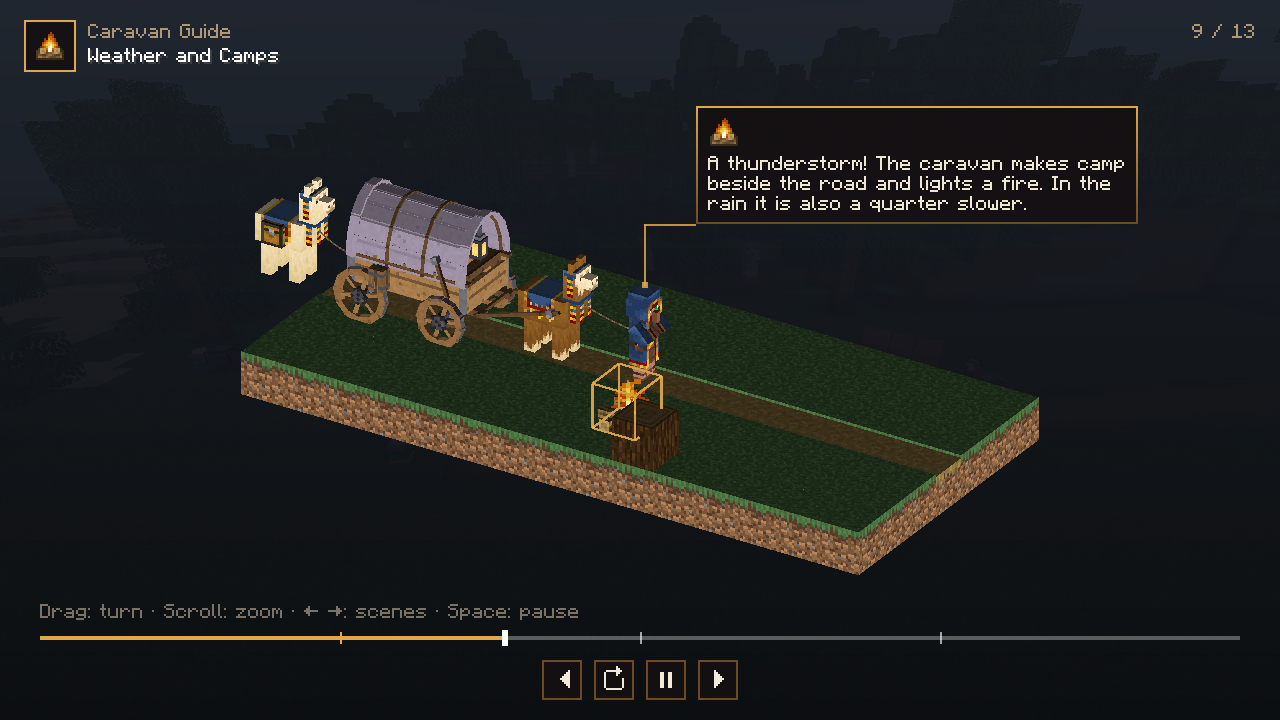 Caravan Guide
Weather and Camps
9 / 13
A thunderstorm! The caravan makes camp
beside the road and lights a fire. In the
rain it is also a quarter slower.
Drag: turn · Scroll: zoom · ← →: scenes · Space: pause